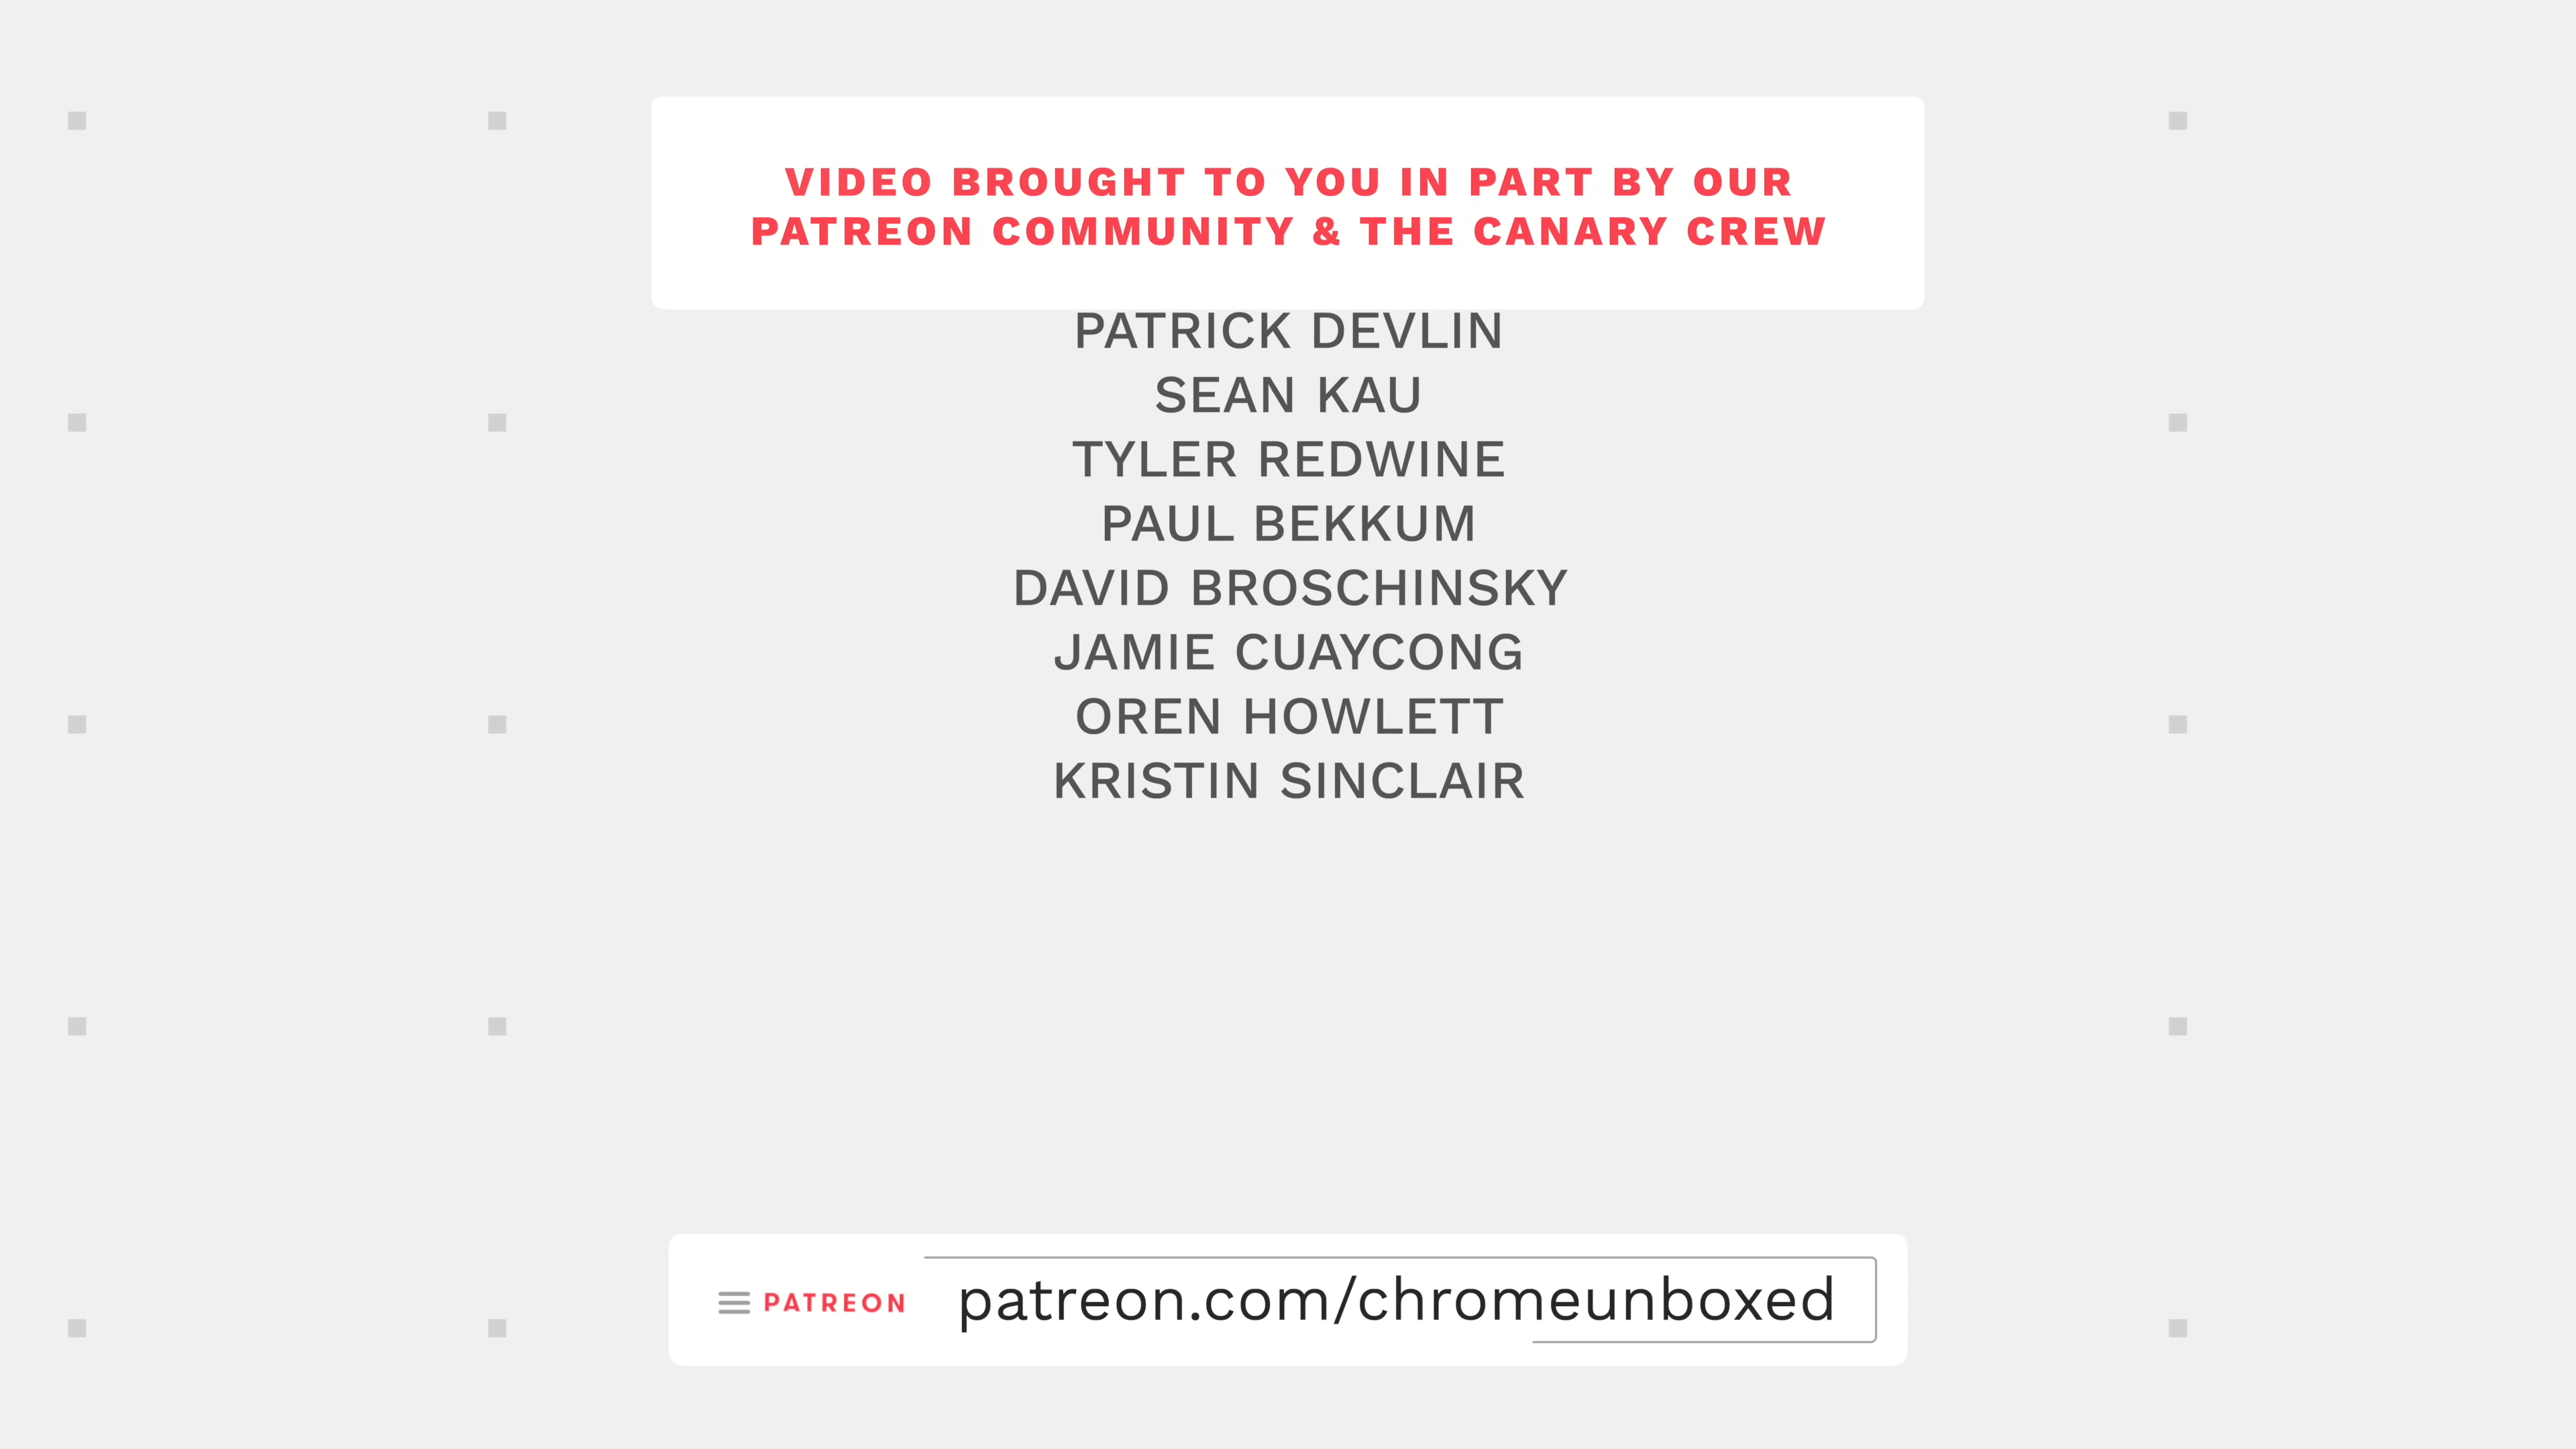 VIDEO BROUGHT TO YOU IN PART BY OUR
PATREON COMMUNITY & THE CANARY CREW
PATRICK DEVLIN
SEAN KAU
TYLER REDWINE
PAUL BEKKUM
DAVID BROSCHINSKY
JAMIE CUAYCONG
OREN HOWLETT
KRISTIN SINCLAIR
PATREON patreon.com/chromeunboxed